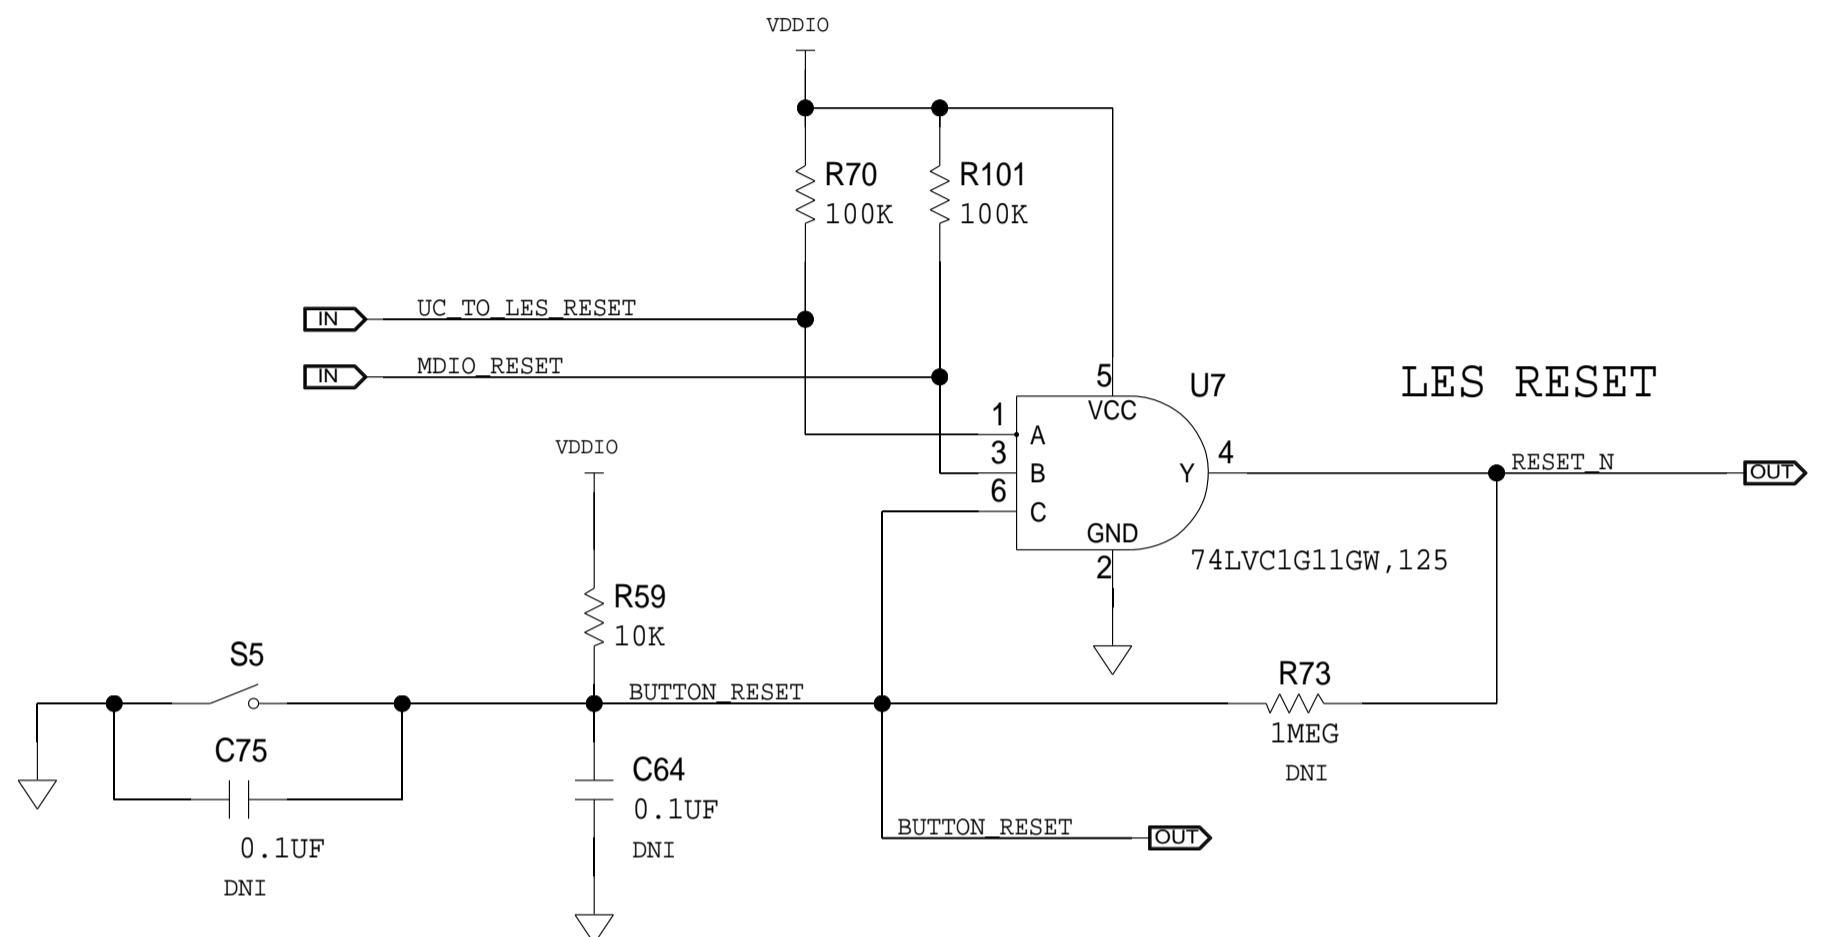 VDDIO
R70
100K
R101
100K
IN
UC_TO_LES_RESET
IN
MDIO_RESET
5
VCC
U7
LES RESET
1
A
3
B
6
C
Y
4
RESET_N
OUT
GND
2
74LVC1G11GW,125
VDDIO
R59
10K
S5
BUTTON_RESET
R73
1MEG
DNI
C75
0.1UF
DNI
C64
0.1UF
DNI
BUTTON_RESET
OUT